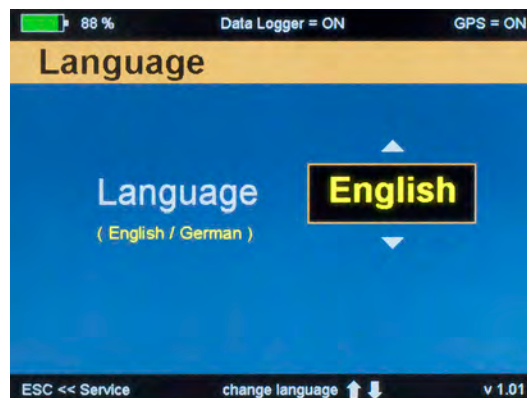 88 % Data Logger = ON GPS = ON
Language
Language English
( English / German )
ESC << Service change language v 1.01